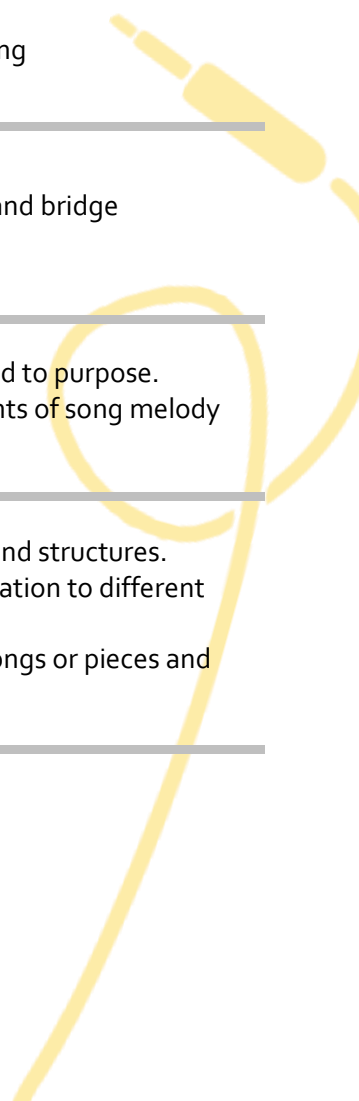 ng
and bridge
d to purpose.
nts of song melody
nd structures.
ation to different
ongs or pieces and